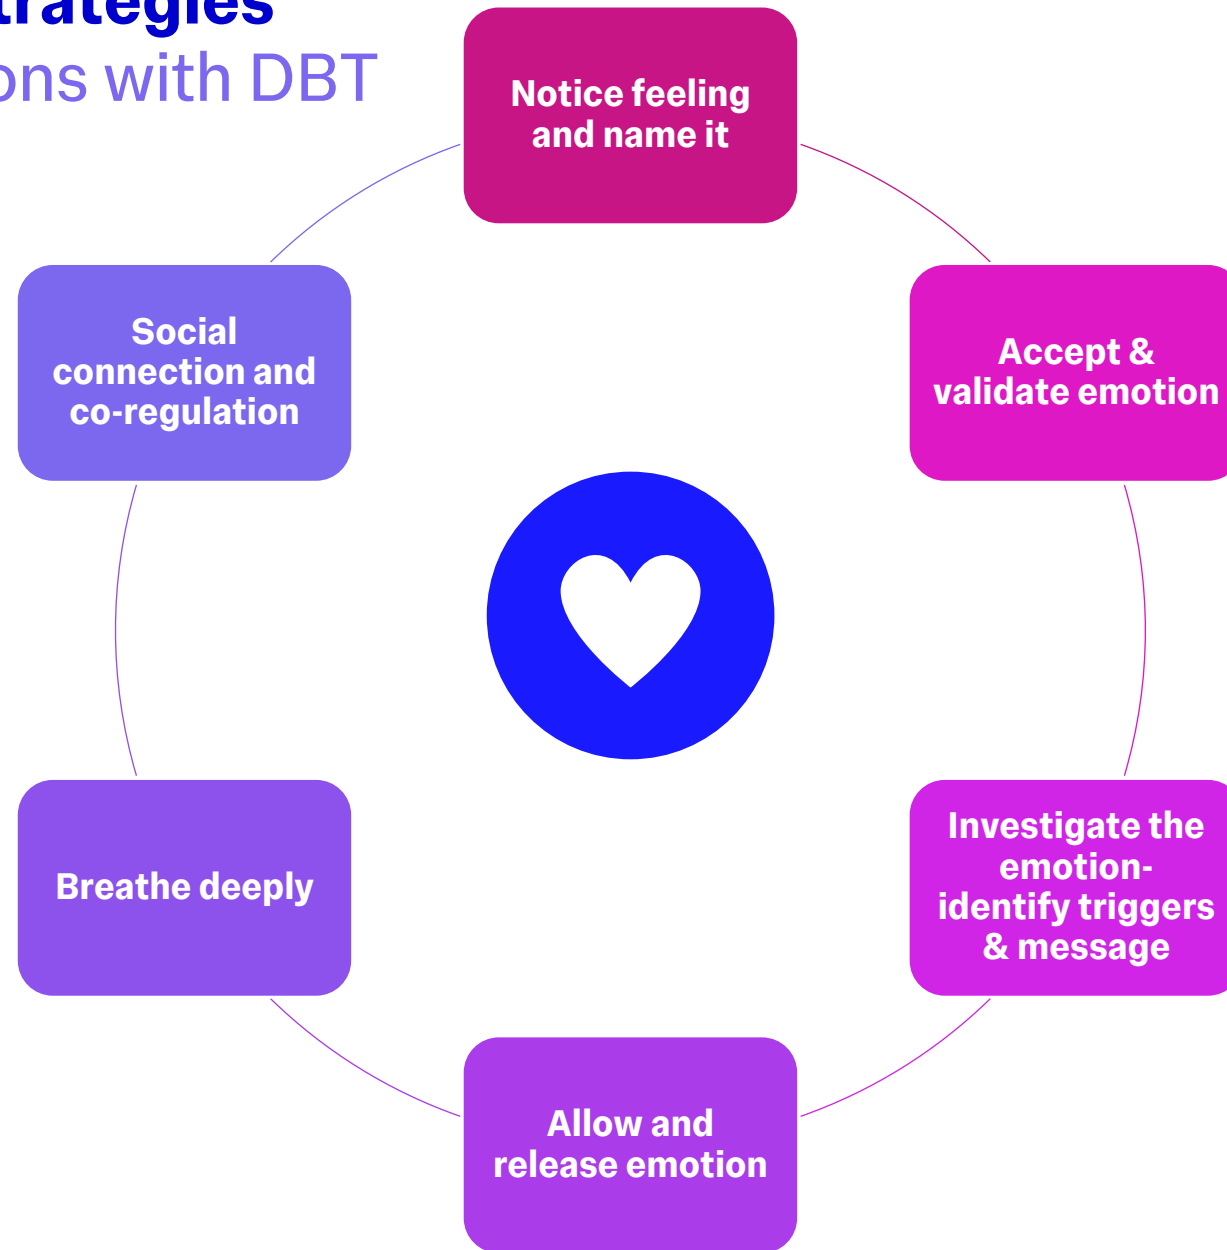 trategies
ons with DBT
Notice feeling
and name it
Accept &
validate emotion
Investigate the
emotion-
identify triggers
& message
Allow and
release emotion
Breathe deeply
Social
connection and
co-regulation